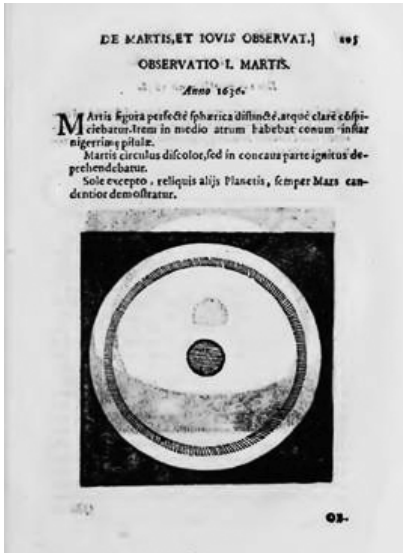 DE MARTIS, ET IOVIS OBSERVAT.] 105
OBSERVATIO I. MARTIS.
Anno 1636.
MArtis figura perfectè sphærica distinctè, atque clarè cõspi-
ciebatur. Item in medio atrum habebat conum instar
nigerrimę pilulæ.
Martis circulus discolor, sed in concaua parte ignitus de-
prehendebatur.
Sole excepto, reliquis alijs Planetis, semper Mars can-
dentior demostratur.
OB-